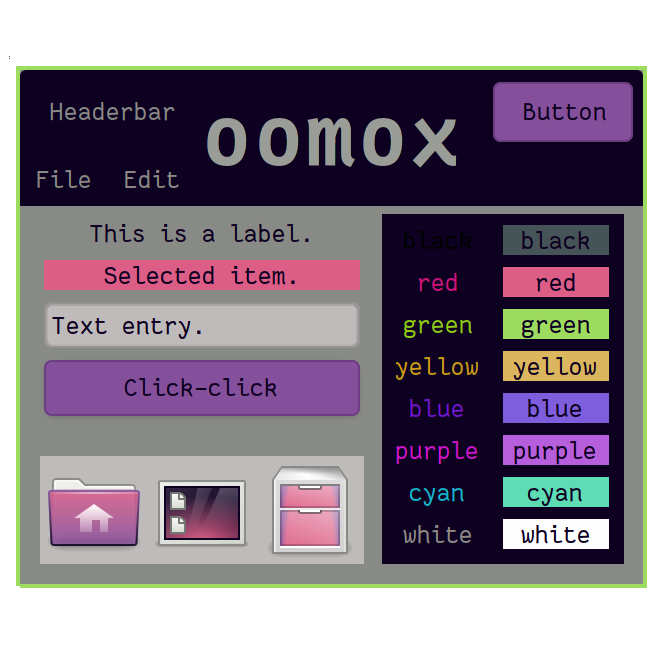 Headerbar
oomox
Button
File Edit
This is a label.
Selected item.
Text entry.
Click-click
black black
red red
green green
yellow yellow
blue blue
purple purple
cyan cyan
white white